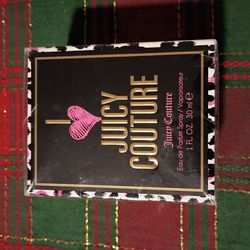 I
JUICY
COUTURE
Juicy Couture
Eau de Parfum Spray / Vaporisateur
1 FL. OZ 30 ml ℮